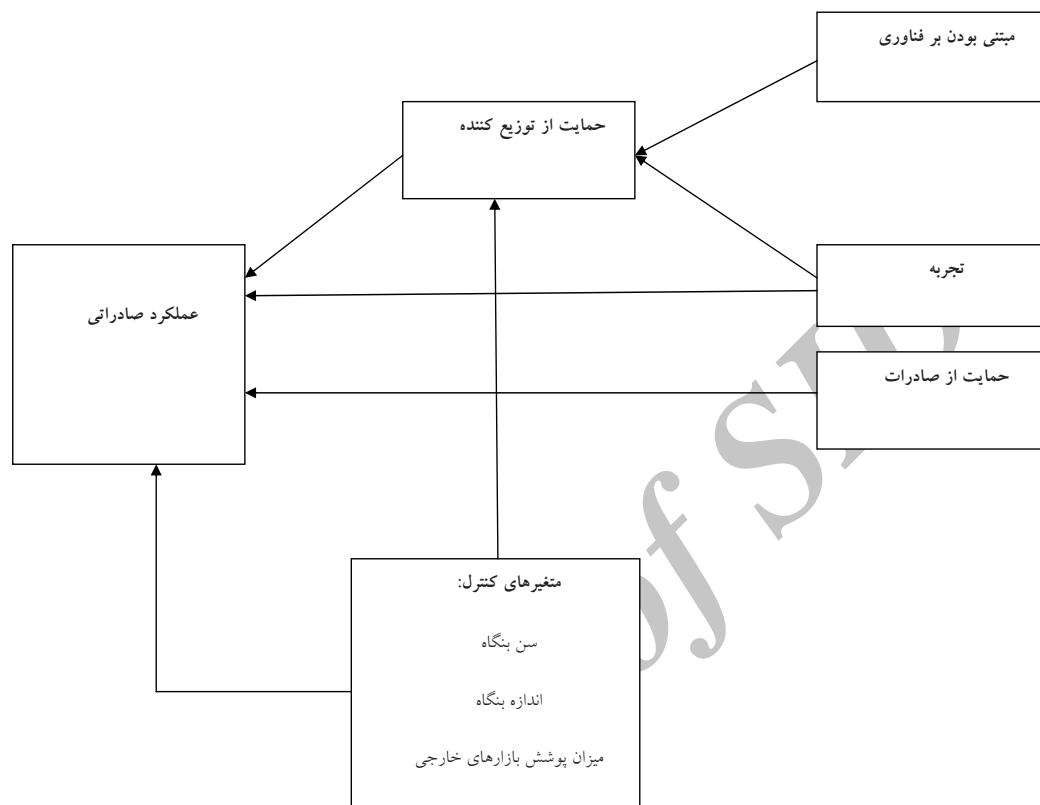 مبتنی بودن بر فناوری
حمایت از توزیع کننده
تجربه
عملکرد صادراتی
حمایت از صادرات
متغیرهای کنترل:
سن بنگاه
اندازه بنگاه
میزان پوشش بازارهای خارجی
of